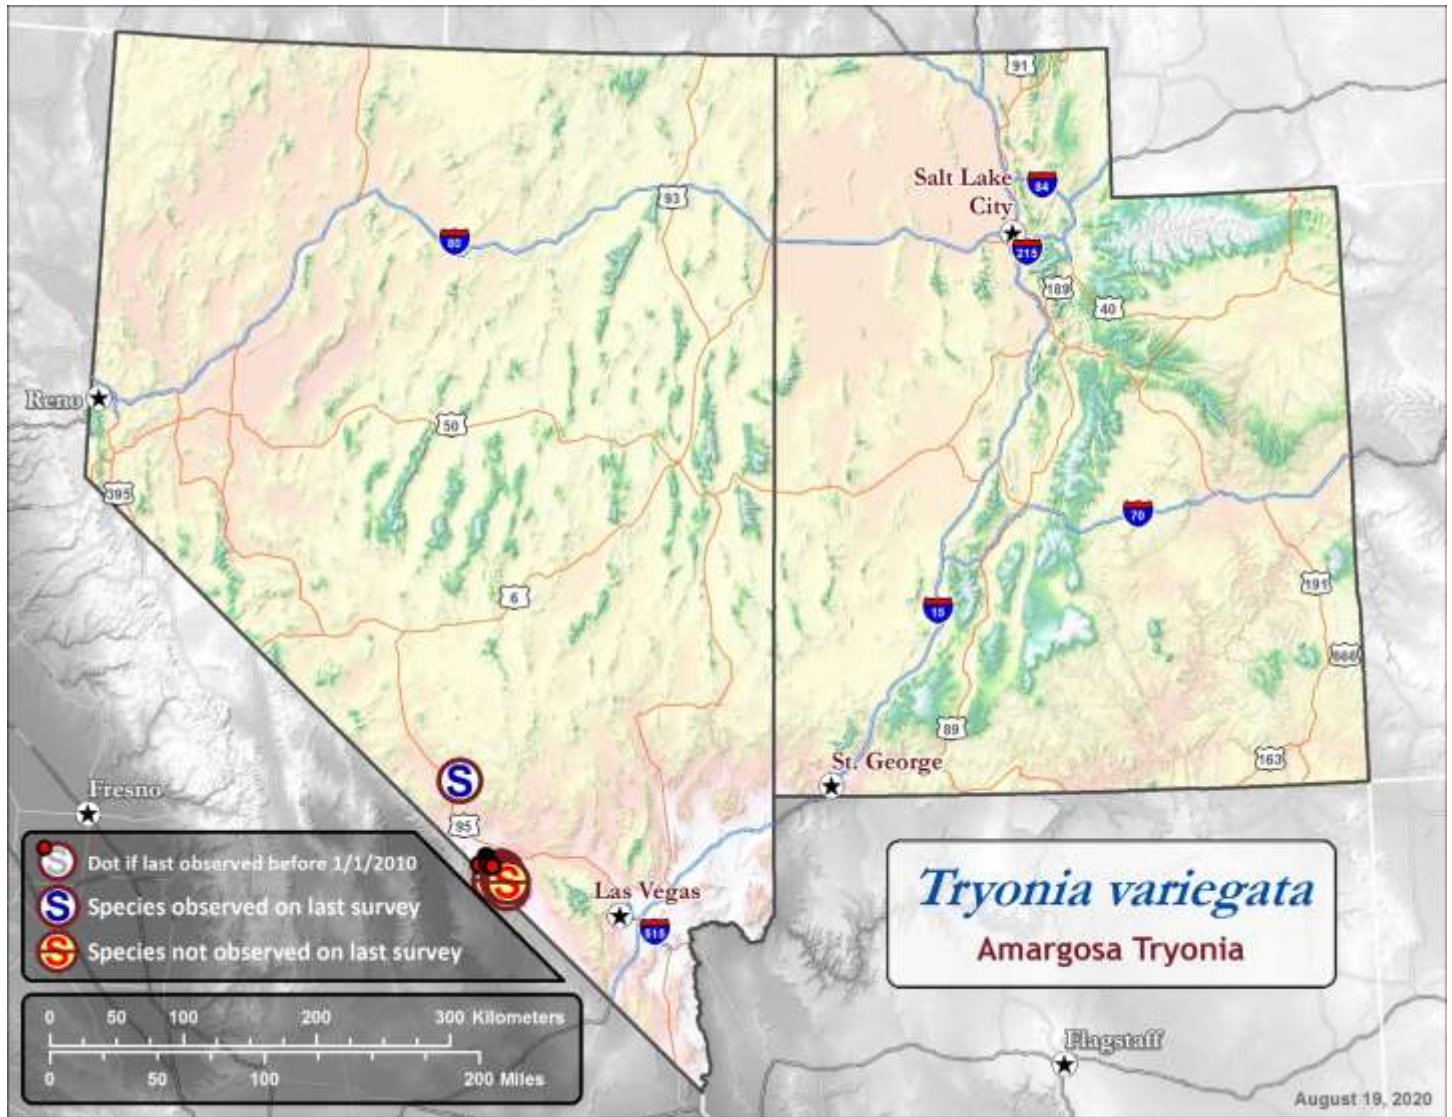 91
Salt Lake
City
84
93
80
215
189
40
Reno
50
395
70
6
191
15
666
89
163
St. George
S
Fresno
95
S Dot if last observed before 1/1/2010
S Species observed on last survey
S Species not observed on last survey
S
Las Vegas
515
Tryonia variegata
Amargosa Tryonia
0 50 100 200 300 Kilometers
0 50 100 200 Miles
Flagstaff
August 19, 2020